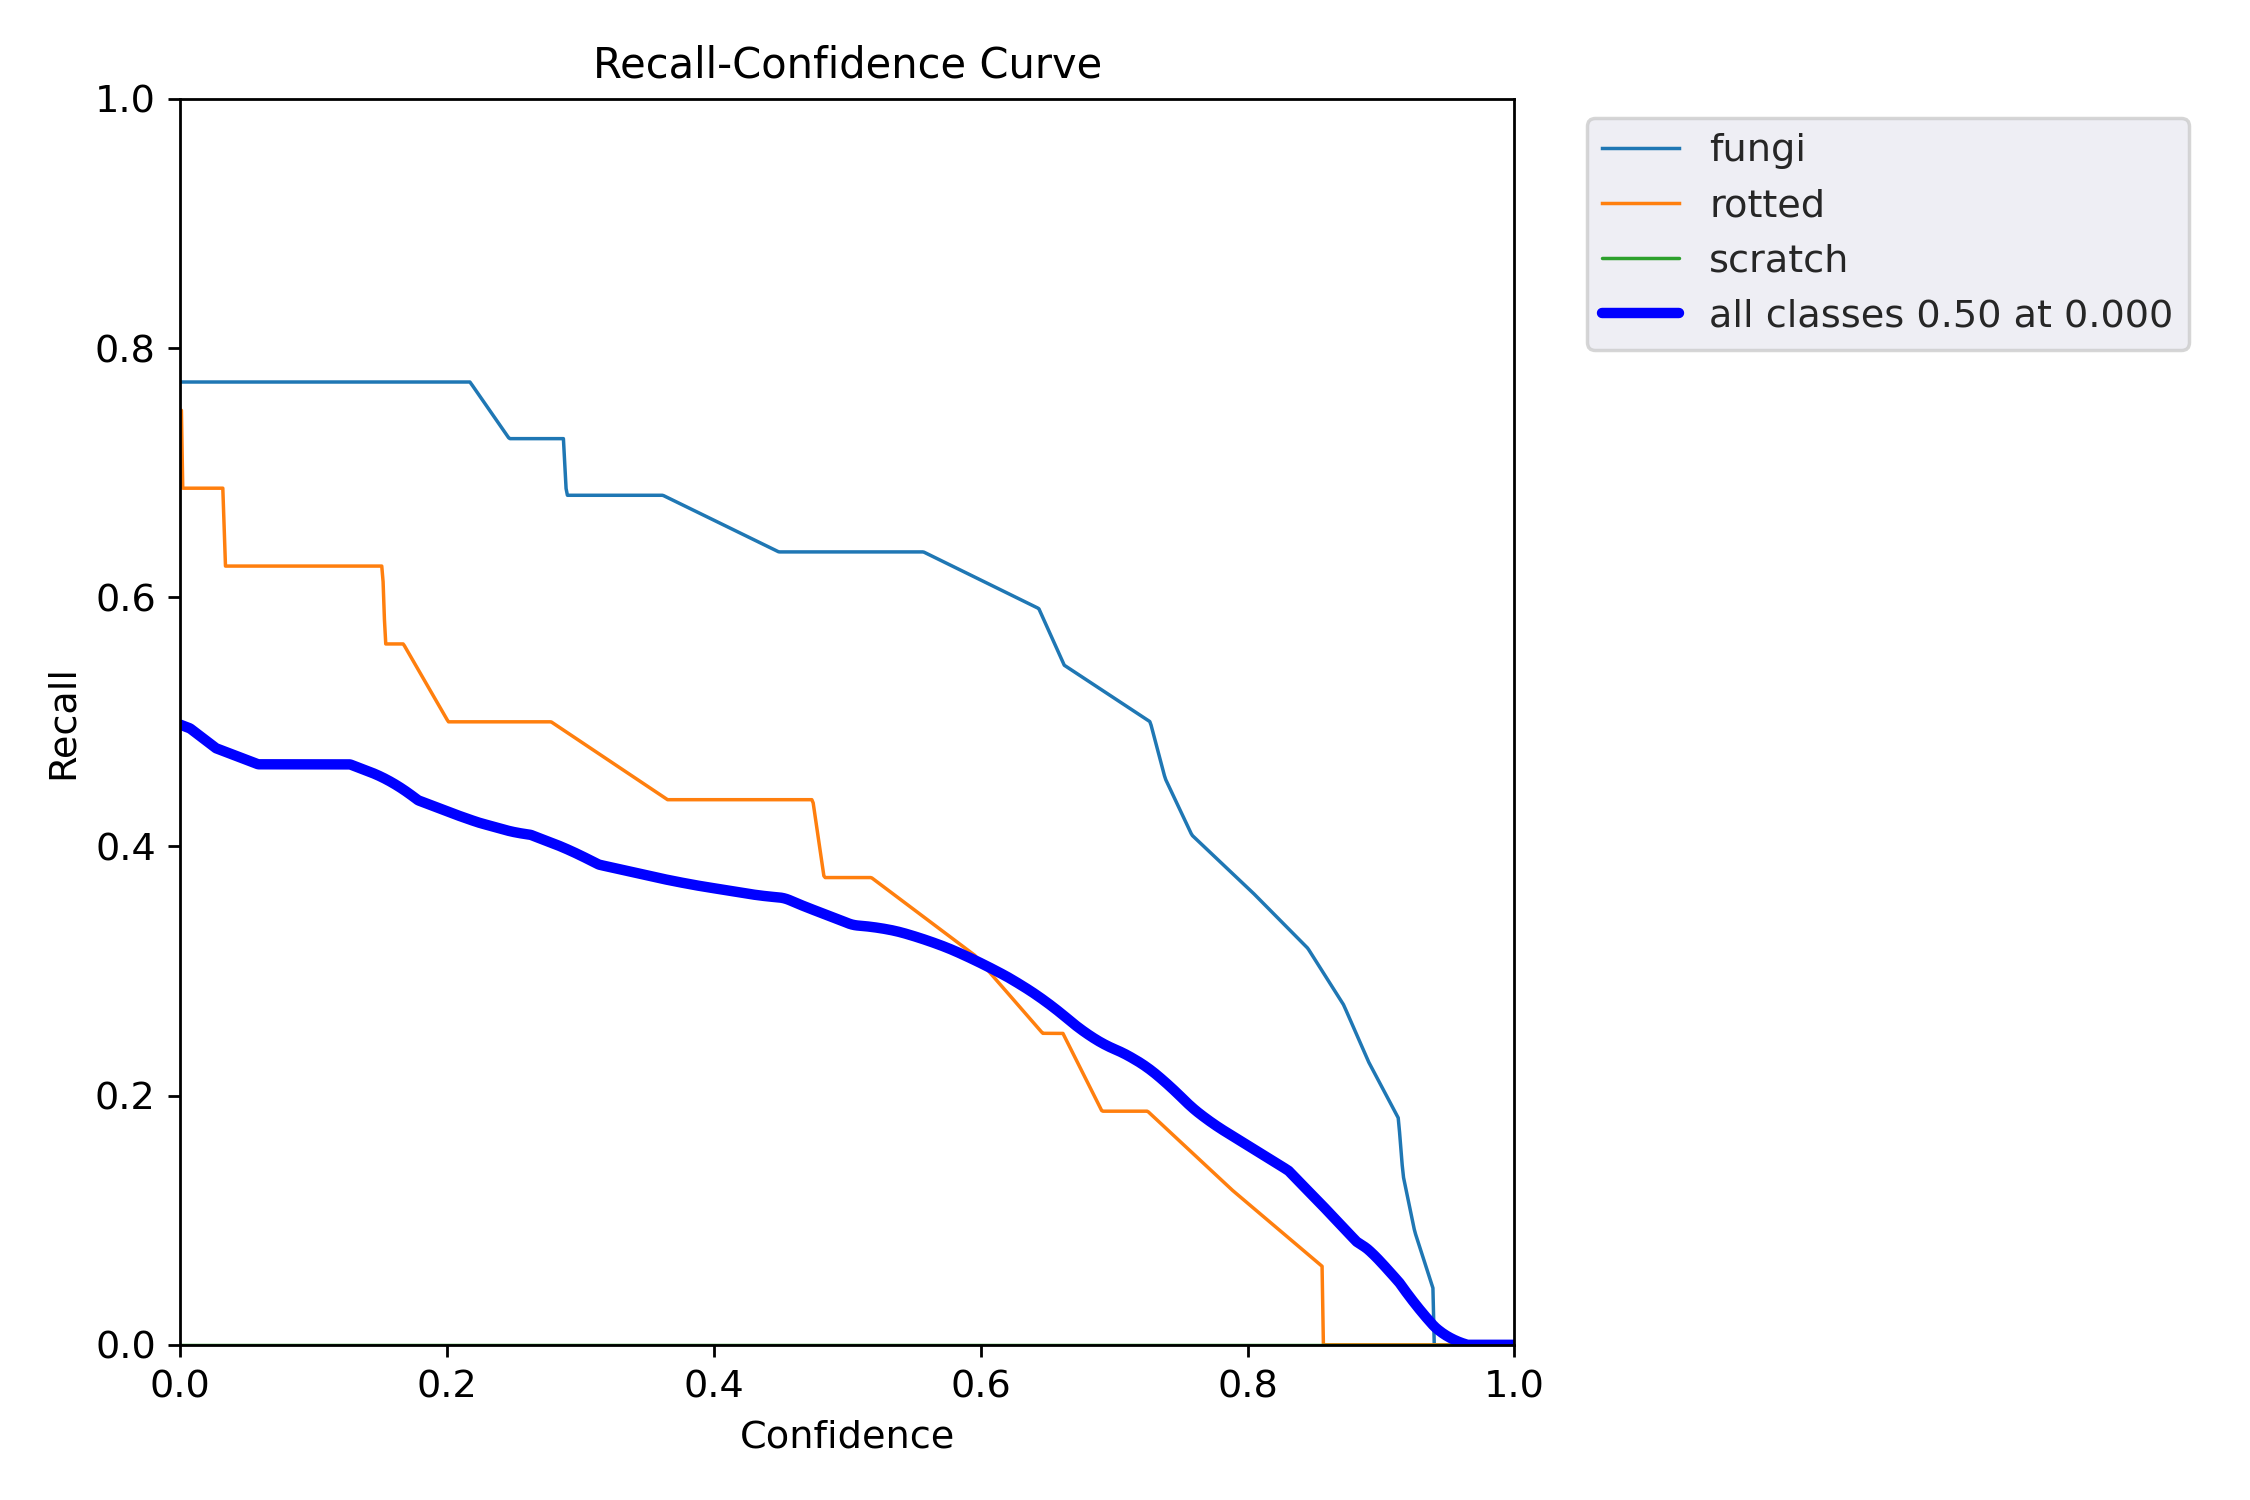 Recall-Confidence Curve
1.0
0.8
0.6
0.4
0.2
0.0
Recall
0.0 0.2 0.4 0.6 0.8 1.0
Confidence
fungi
rotted
scratch
all classes 0.50 at 0.000